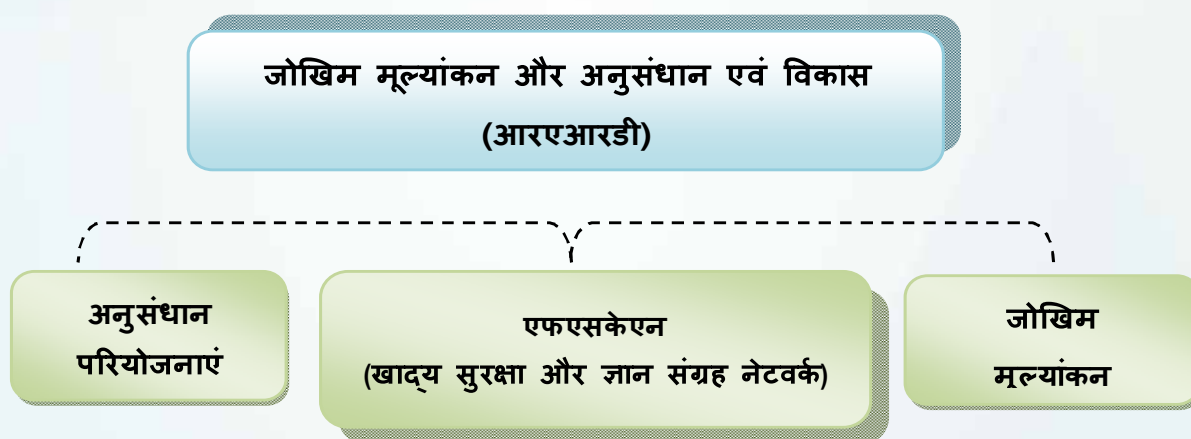 जोखिम मूल्यांकन और अनुसंधान एवं विकास
(आरएआरडी)
अनुसंधान
परियोजनाएं
एफएसकेएन
(खाद्य सुरक्षा और ज्ञान संग्रह नेटवर्क)
जोखिम
मूल्यांकन